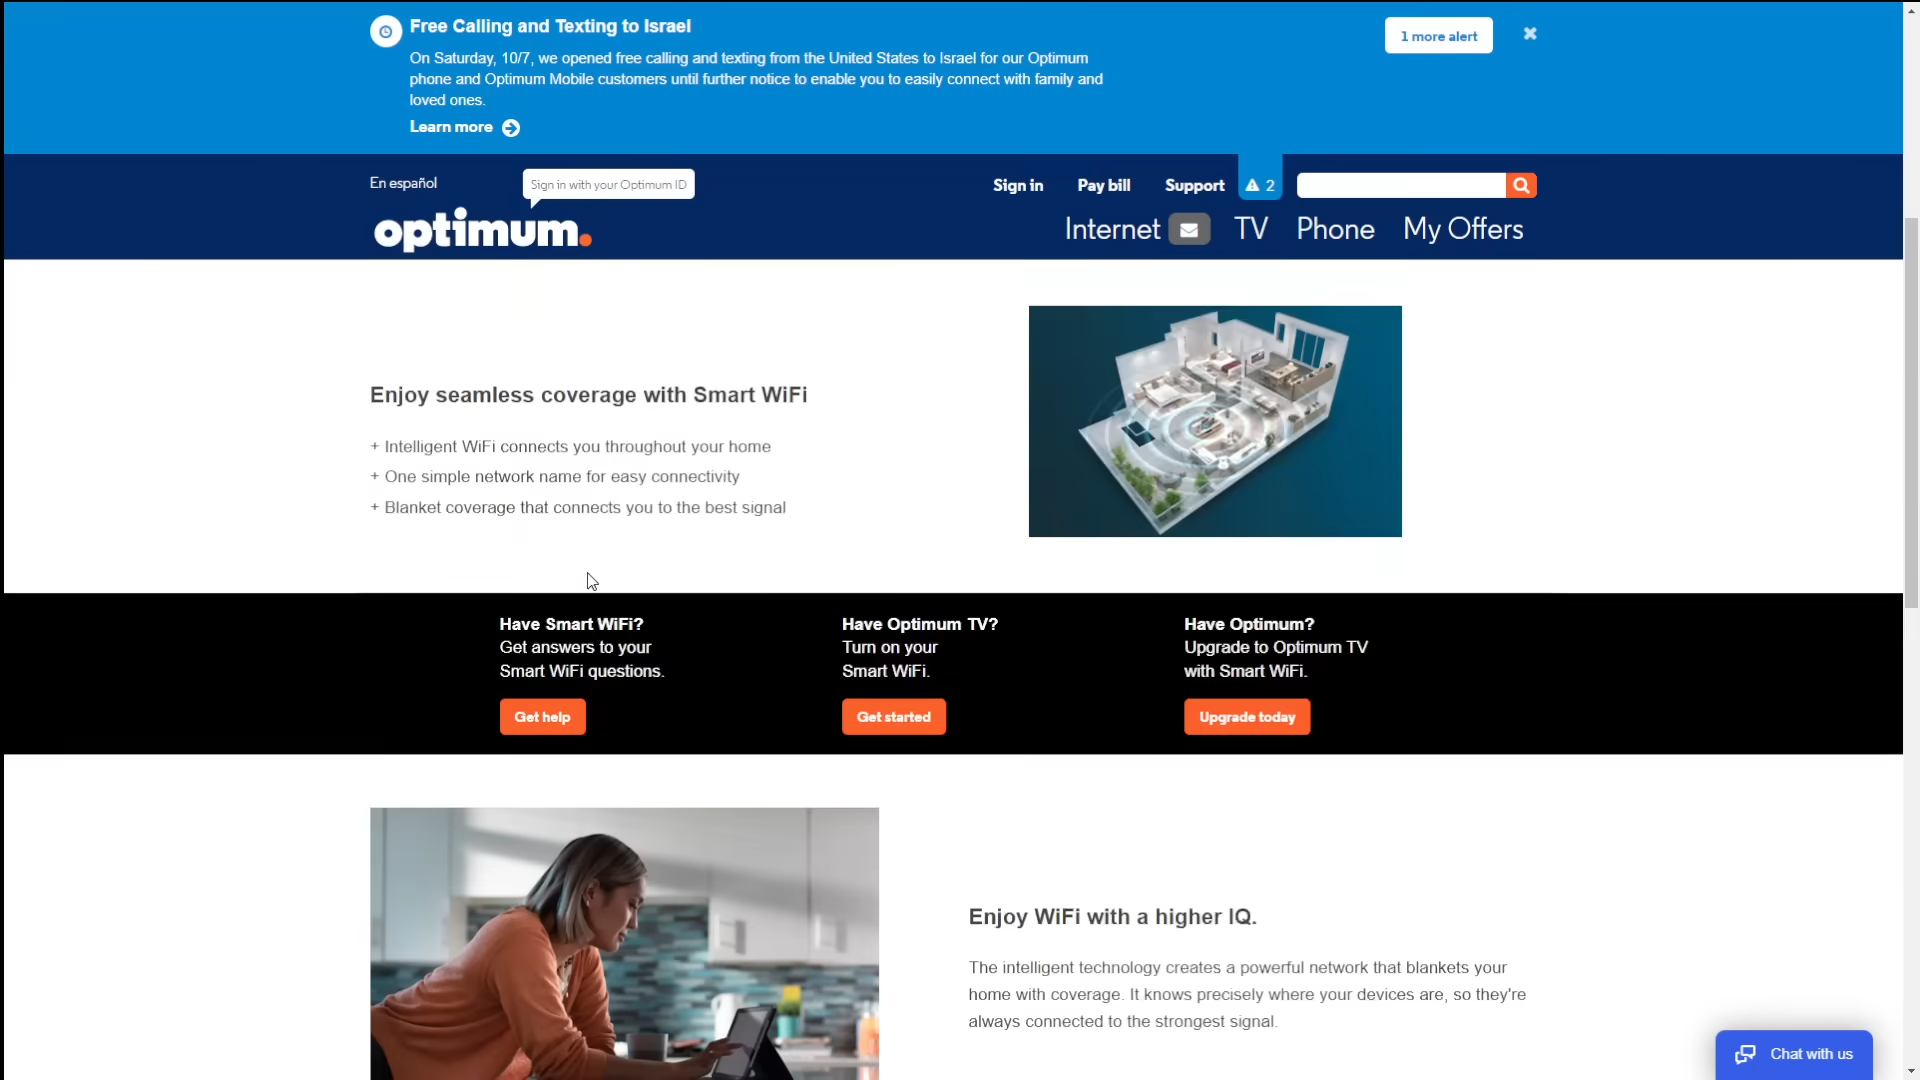 Free Calling and Texting to Israel
On Saturday, 10/7, we opened free calling and texting from the United States to Israel for our Optimum
phone and Optimum Mobile customers until further notice to enable you to easily connect with family and
loved ones.
Learn more
1 more alert
En español
Sign in with your Optimum ID
Sign in
Pay bill
Support
2
optimum.
Internet
TV
Phone
My Offers
Enjoy seamless coverage with Smart WiFi
+ Intelligent WiFi connects you throughout your home
+ One simple network name for easy connectivity
+ Blanket coverage that connects you to the best signal
Have Smart WiFi?
Get answers to your
Smart WiFi questions.
Get help
Have Optimum TV?
Turn on your
Smart WiFi.
Get started
Have Optimum?
Upgrade to Optimum TV
with Smart WiFi.
Upgrade today
Enjoy WiFi with a higher IQ.
The intelligent technology creates a powerful network that blankets your
home with coverage. It knows precisely where your devices are, so they're
always connected to the strongest signal.
Chat with us